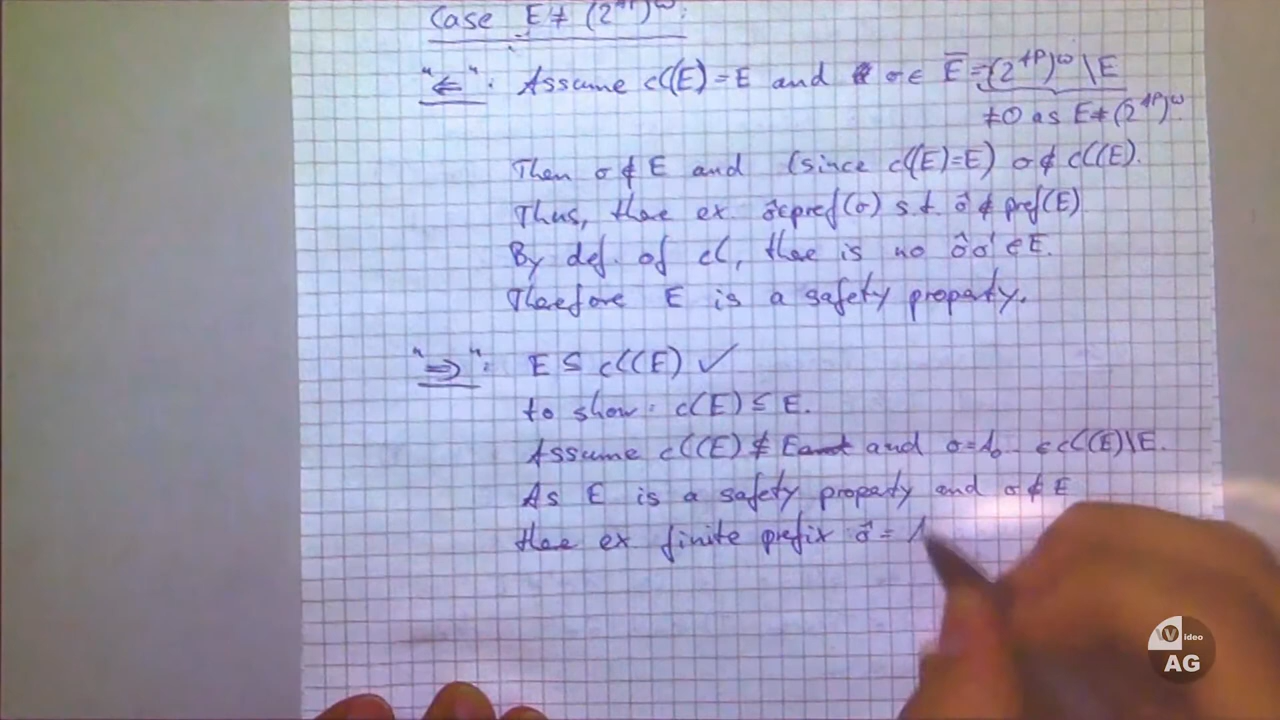 Case E ≠ (2^AP)^ω:
"⇐": Assume cl(E)=E and σ∈ Ē=(2^AP)^ω\E
≠∅ as E≠(2^AP)^ω
Then σ∉E and (since cl(E)=E) σ∉cl(E).
Thus, there ex. σ̂∈pref(σ) s.t. σ̂∉pref(E)
By def. of cl, there is no σ̂σ'∈E.
Therefore E is a safety property.
"⇒": E⊆cl(E) ✓
to show: cl(E)⊆E.
Assume cl(E)⊈E and σ=A₀... ∈cl(E)\E.
As E is a safety property and σ∉E
there ex finite prefix σ̂=
Video
AG